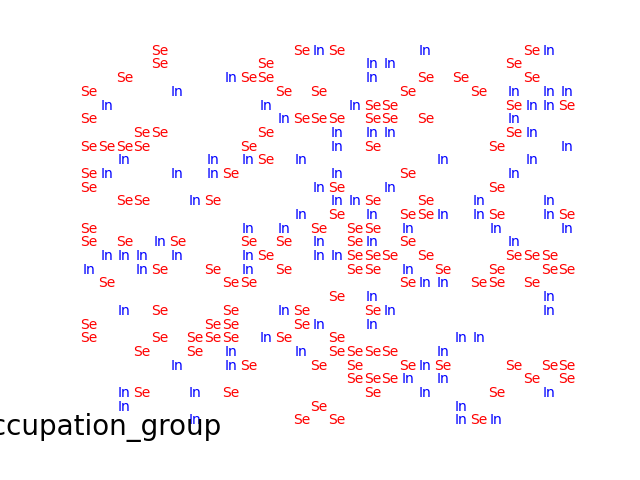 Se Se In Se In Se In
Se Se In In Se
Se In Se Se In Se Se Se
Se In Se Se Se Se In In In
In In In Se Se Se In In Se
Se In Se Se Se Se Se Se In
Se Se Se In In In Se In
Se Se Se Se Se In Se Se In
In In In Se In In In
Se In In In Se In Se In
Se In Se In Se
Se Se In Se In In Se Se In In
In Se In Se Se In In Se In Se
Se In In Se Se Se In In In
Se Se In Se Se Se In Se In Se In
In In In In In Se In In Se Se Se Se Se Se Se
In In Se Se In Se Se Se In Se Se Se Se
Se Se Se Se In In Se Se Se
Se In In
In Se Se In Se Se In In
Se Se Se Se In In
Se Se Se Se Se In Se Se In In
Se Se In In Se Se Se Se In
In In Se Se Se Se In Se Se Se Se
Se Se Se In In Se Se
In Se In Se Se In Se In
In Se In
ccupation_group In Se Se In Se In